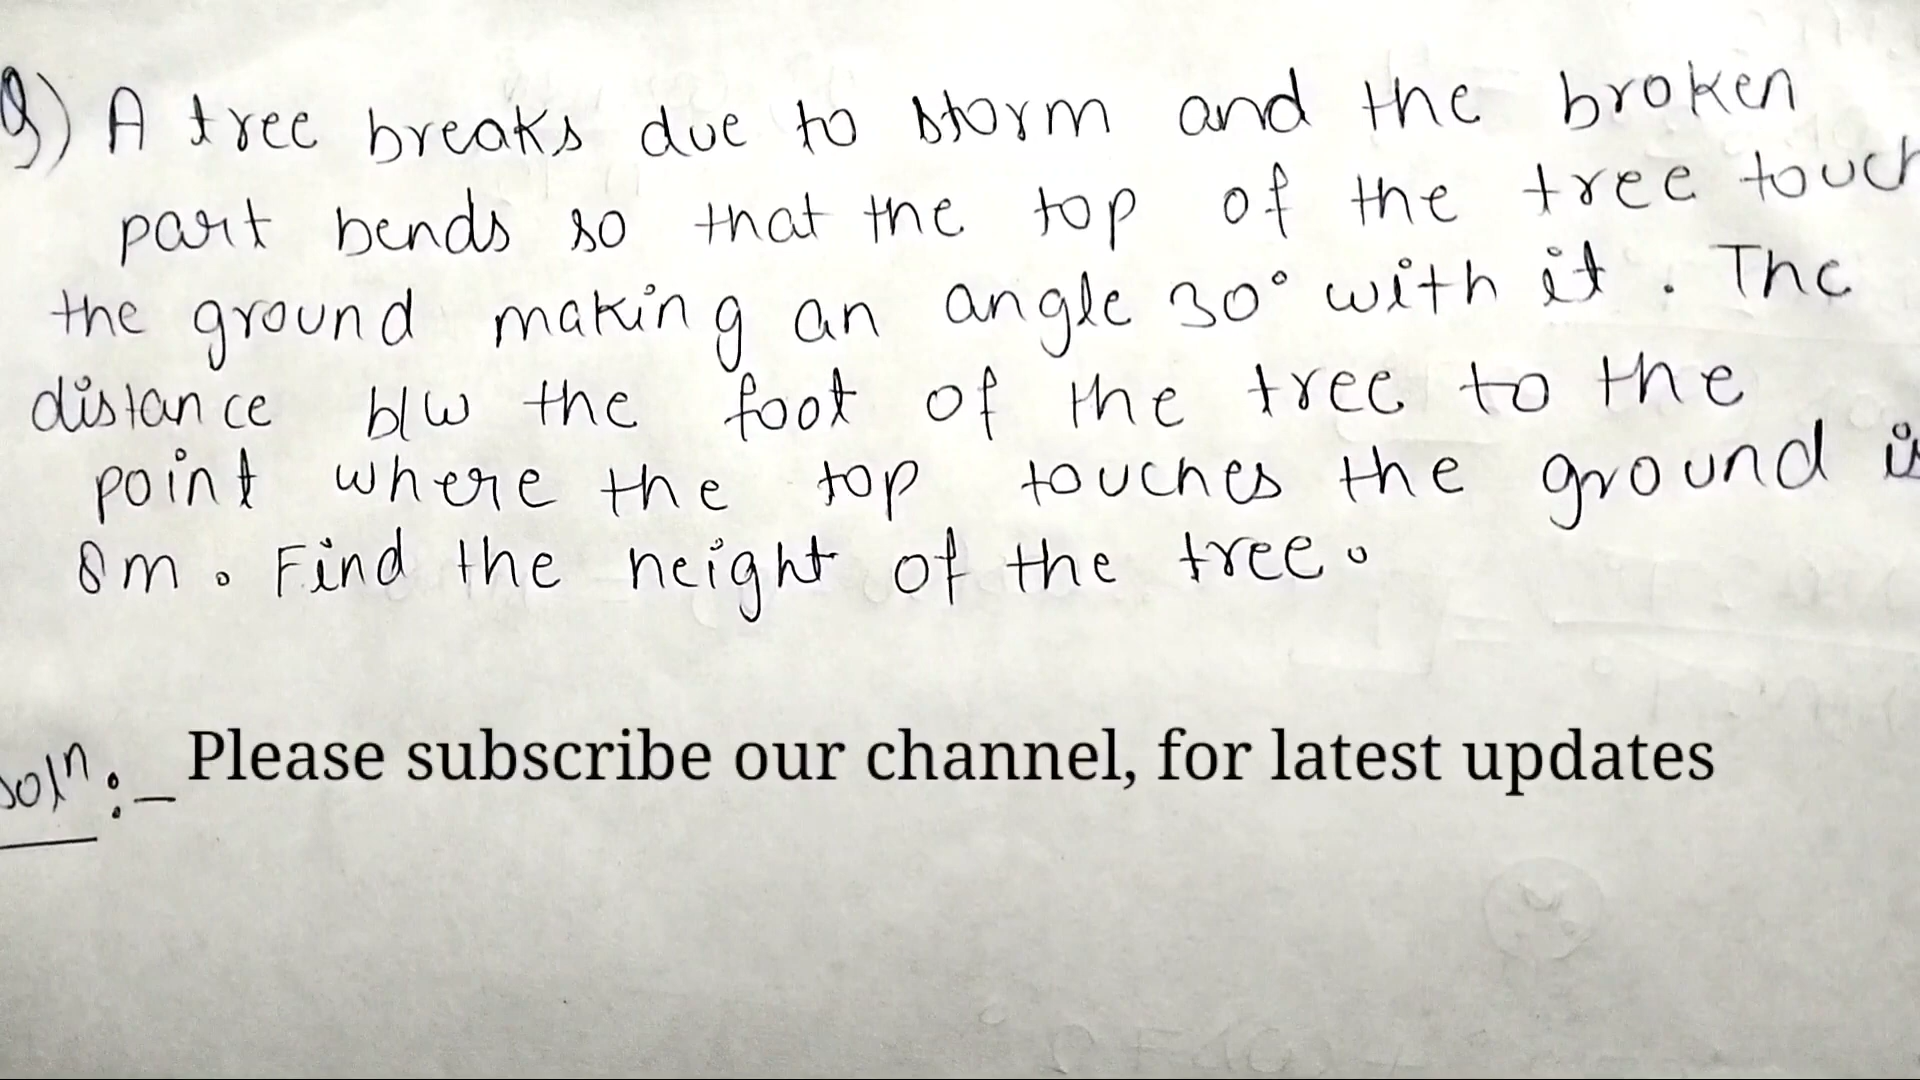 Q) A tree breaks due to storm and the broken
part bends so that the top of the tree touch
the ground making an angle 30° with it. The
distance b/w the foot of the tree to the
point where the top touches the ground is
8m. Find the height of the tree.
Soln:- Please subscribe our channel, for latest updates